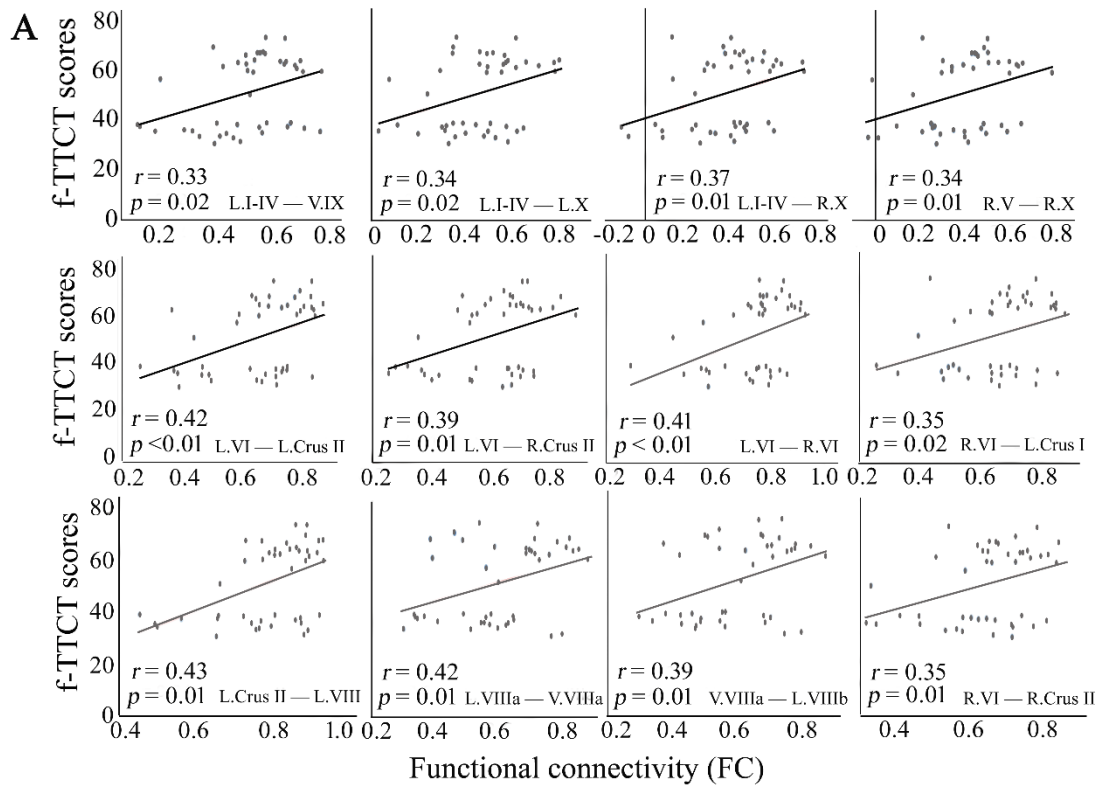 A
f-TTCT scores
80
60
40
20
0
r = 0.33
p = 0.02 L.I-IV — V.IX
0.2 0.4 0.6 0.8
r = 0.34
p = 0.02 L.I-IV — L.X
0 0.2 0.4 0.6 0.8
r = 0.37
p = 0.01 L.I-IV — R.X
-0.2 0 0.2 0.4 0.6 0.8
r = 0.34
p = 0.01 R.V — R.X
0 0.2 0.4 0.6 0.8
f-TTCT scores
80
60
40
20
0
r = 0.42
p <0.01 L.VI — L.Crus II
0.2 0.4 0.6 0.8
r = 0.39
p = 0.01 L.VI — R.Crus II
0.2 0.4 0.6 0.8
r = 0.41
p < 0.01 L.VI — R.VI
0.2 0.4 0.6 0.8 1.0
r = 0.35
p = 0.02 R.VI — L.Crus I
0.2 0.4 0.6 0.8
f-TTCT scores
80
60
40
20
0
r = 0.43
p = 0.01 L.Crus II — L.VIII
0.4 0.6 0.8 1.0
r = 0.42
p = 0.01 L.VIIIa — V.VIIIa
0.2 0.4 0.6 0.8
r = 0.39
p = 0.01 V.VIIIa — L.VIIIb
0.2 0.4 0.6 0.8
r = 0.35
p = 0.01 R.VI — R.Crus II
0.4 0.6 0.8
Functional connectivity (FC)